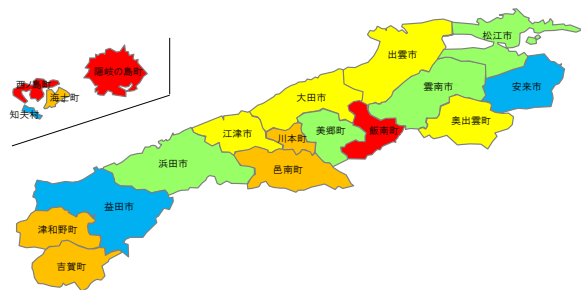 松江市
出雲市
隠岐の島町
西ノ島町
海士町
知夫村
雲南市
安来市
大田市
奥出雲町
飯南町
美郷町
川本町
江津市
邑南町
浜田市
益田市
津和野町
吉賀町